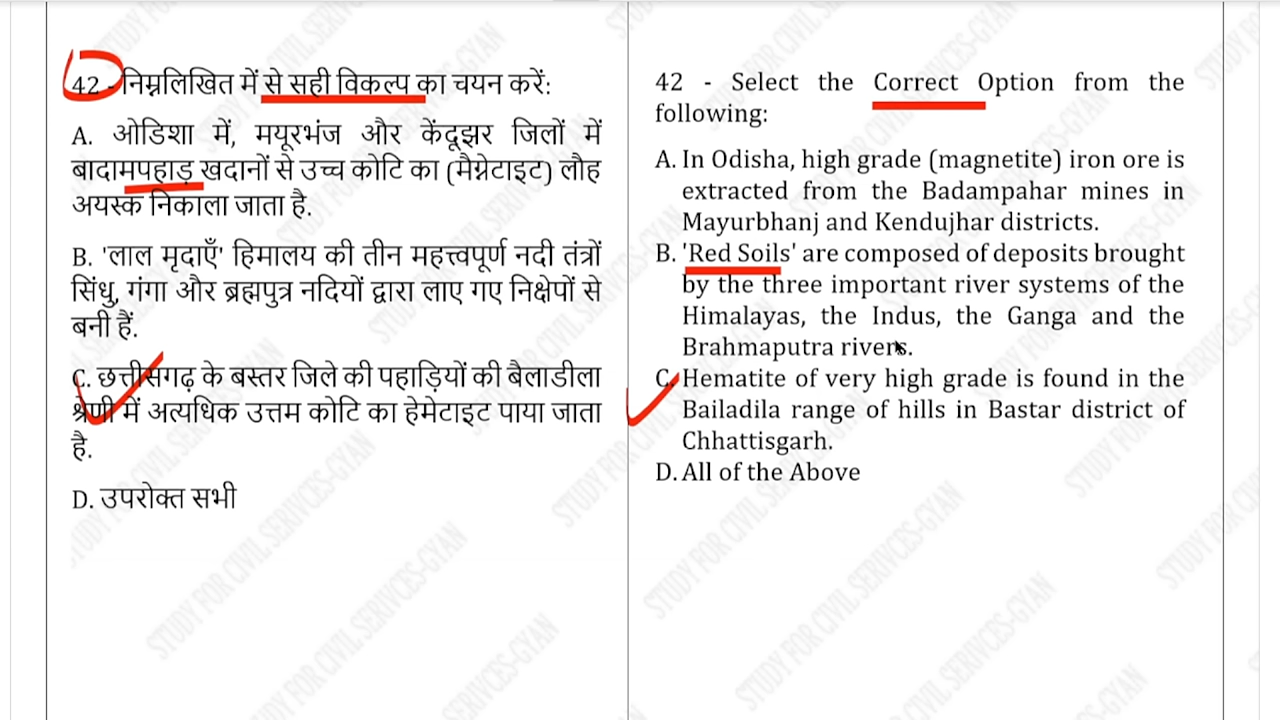 42 - निम्नलिखित में से सही विकल्प का चयन करें:
A. ओडिशा में, मयूरभंज और केंदूझर जिलों में
बादामपहाड़ खदानों से उच्च कोटि का (मैग्नेटाइट) लौह
अयस्क निकाला जाता है.
B. 'लाल मृदाएँ' हिमालय की तीन महत्त्वपूर्ण नदी तंत्रों
सिंधु, गंगा और ब्रह्मपुत्र नदियों द्वारा लाए गए निक्षेपों से
बनी हैं.
C. छत्तीसगढ़ के बस्तर जिले की पहाड़ियों की बैलाडीला
श्रेणी में अत्यधिक उत्तम कोटि का हेमेटाइट पाया जाता
है.
D. उपरोक्त सभी
42 - Select the Correct Option from the
following:
A. In Odisha, high grade (magnetite) iron ore is
extracted from the Badampahar mines in
Mayurbhanj and Kendujhar districts.
B. 'Red Soils' are composed of deposits brought
by the three important river systems of the
Himalayas, the Indus, the Ganga and the
Brahmaputra rivers.
C. Hematite of very high grade is found in the
Bailadila range of hills in Bastar district of
Chhattisgarh.
D. All of the Above
STUDY FOR CIVIL SERIVCES-GYAN